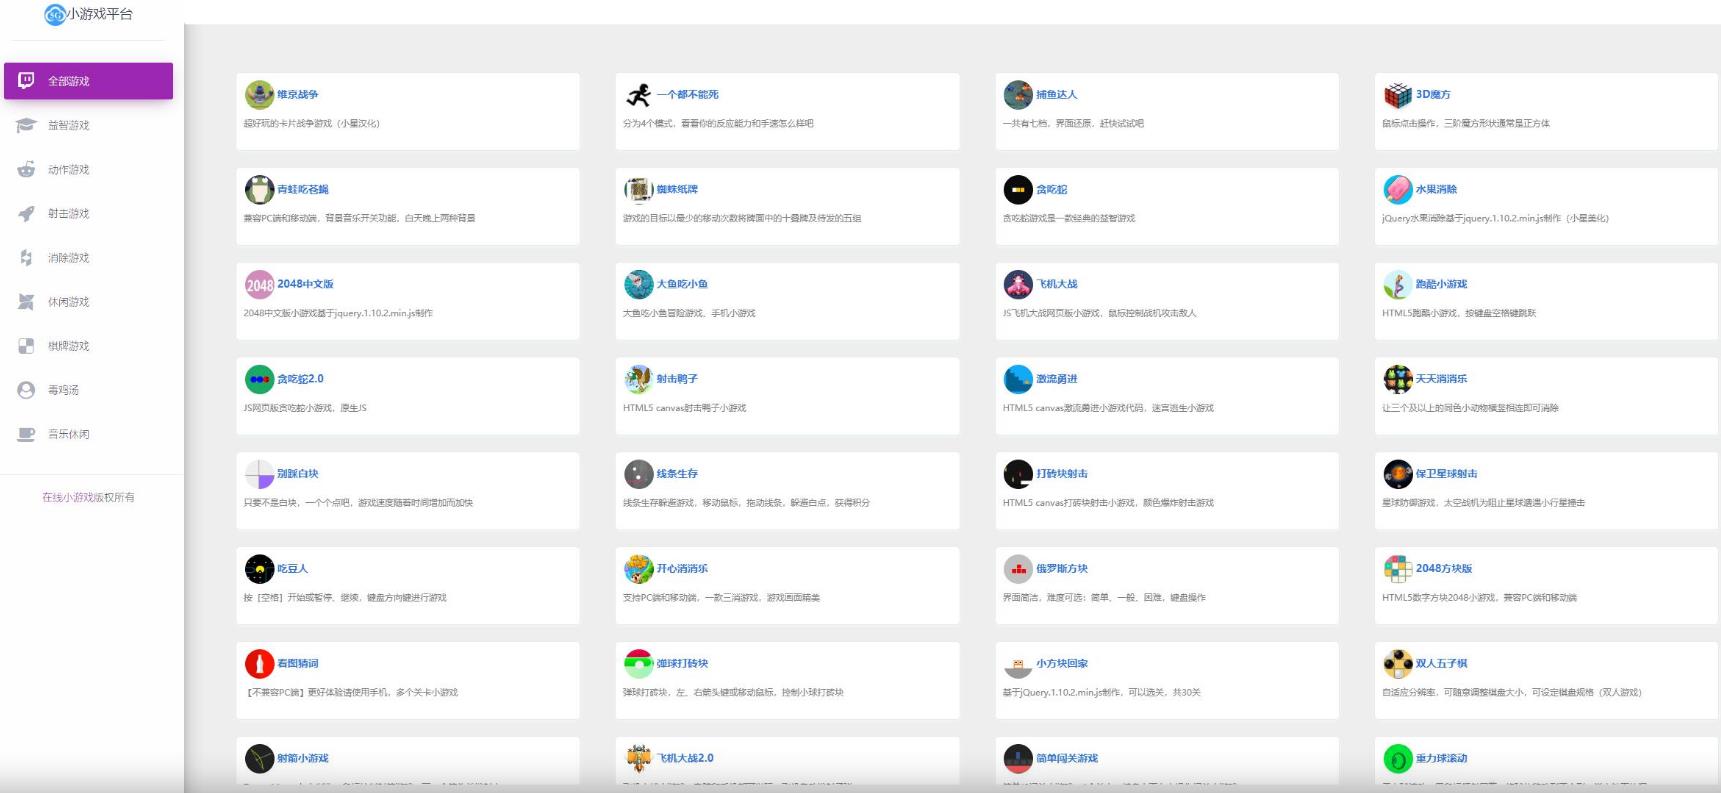 小游戏平台
全部游戏
益智游戏
动作游戏
射击游戏
消除游戏
休闲游戏
棋牌游戏
毒鸡汤
音乐休闲
在线小游戏版权所有
维京战争
超好玩的卡片战争游戏（小星汉化）
一个都不能死
分为4个模式，看看你的反应能力和手速怎么样吧
捕鱼达人
一共有七档，界面还原，赶快试试吧
3D魔方
鼠标点击操作，三阶魔方形状通常是正方体
青蛙吃苍蝇
兼容PC端和移动端，背景音乐开关功能，白天晚上两种背景
蜘蛛纸牌
游戏的目标以最少的移动次数将牌面中的十叠牌及待发的五组
贪吃蛇
贪吃蛇游戏是一款经典的益智游戏
水果消除
jQuery水果消除基于jquery.1.10.2.min.js制作（小星美化）
2048
2048中文版
2048中文版小游戏基于jquery.1.10.2.min.js制作
大鱼吃小鱼
大鱼吃小鱼冒险游戏，手机小游戏
飞机大战
JS飞机大战网页版小游戏，鼠标控制战机攻击敌人
跑酷小游戏
HTML5跑酷小游戏，按键盘空格键跳跃
贪吃蛇2.0
JS网页版贪吃蛇小游戏，原生JS
射击鸭子
HTML5 canvas射击鸭子小游戏
激流勇进
HTML5 canvas激流勇进小游戏代码，迷宫逃生小游戏
天天消消乐
让三个及以上的同色小动物横竖相连即可消除
别踩白块
只要不是白块，一个个点吧，游戏速度随着时间增加而加快
线条生存
线条生存躲避游戏，移动鼠标，拖动线条，躲避白点，获得积分
打砖块射击
HTML5 canvas打砖块射击小游戏，颜色爆炸射击游戏
保卫星球射击
星球防御游戏，太空战机为阻止星球遭遇小行星撞击
吃豆人
按［空格］开始或暂停、继续，键盘方向键进行游戏
开心消消乐
支持PC端和移动端，一款三消游戏，游戏画面精美
俄罗斯方块
界面简洁，难度可选：简单、一般、困难，键盘操作
2048方块版
HTML5数字方块2048小游戏，兼容PC端和移动端
看图猜词
【不兼容PC端】更好体验请使用手机，多个关卡小游戏
弹球打砖块
弹球打砖块，左、右箭头键或移动鼠标，控制小球打砖块
小方块回家
基于jQuery.1.10.2.min.js制作，可以选关，共30关
双人五子棋
自适应分辨率，可随意调整棋盘大小，可设定棋盘规格（双人游戏）
射箭小游戏
飞机大战2.0
简单闯关游戏
重力球滚动